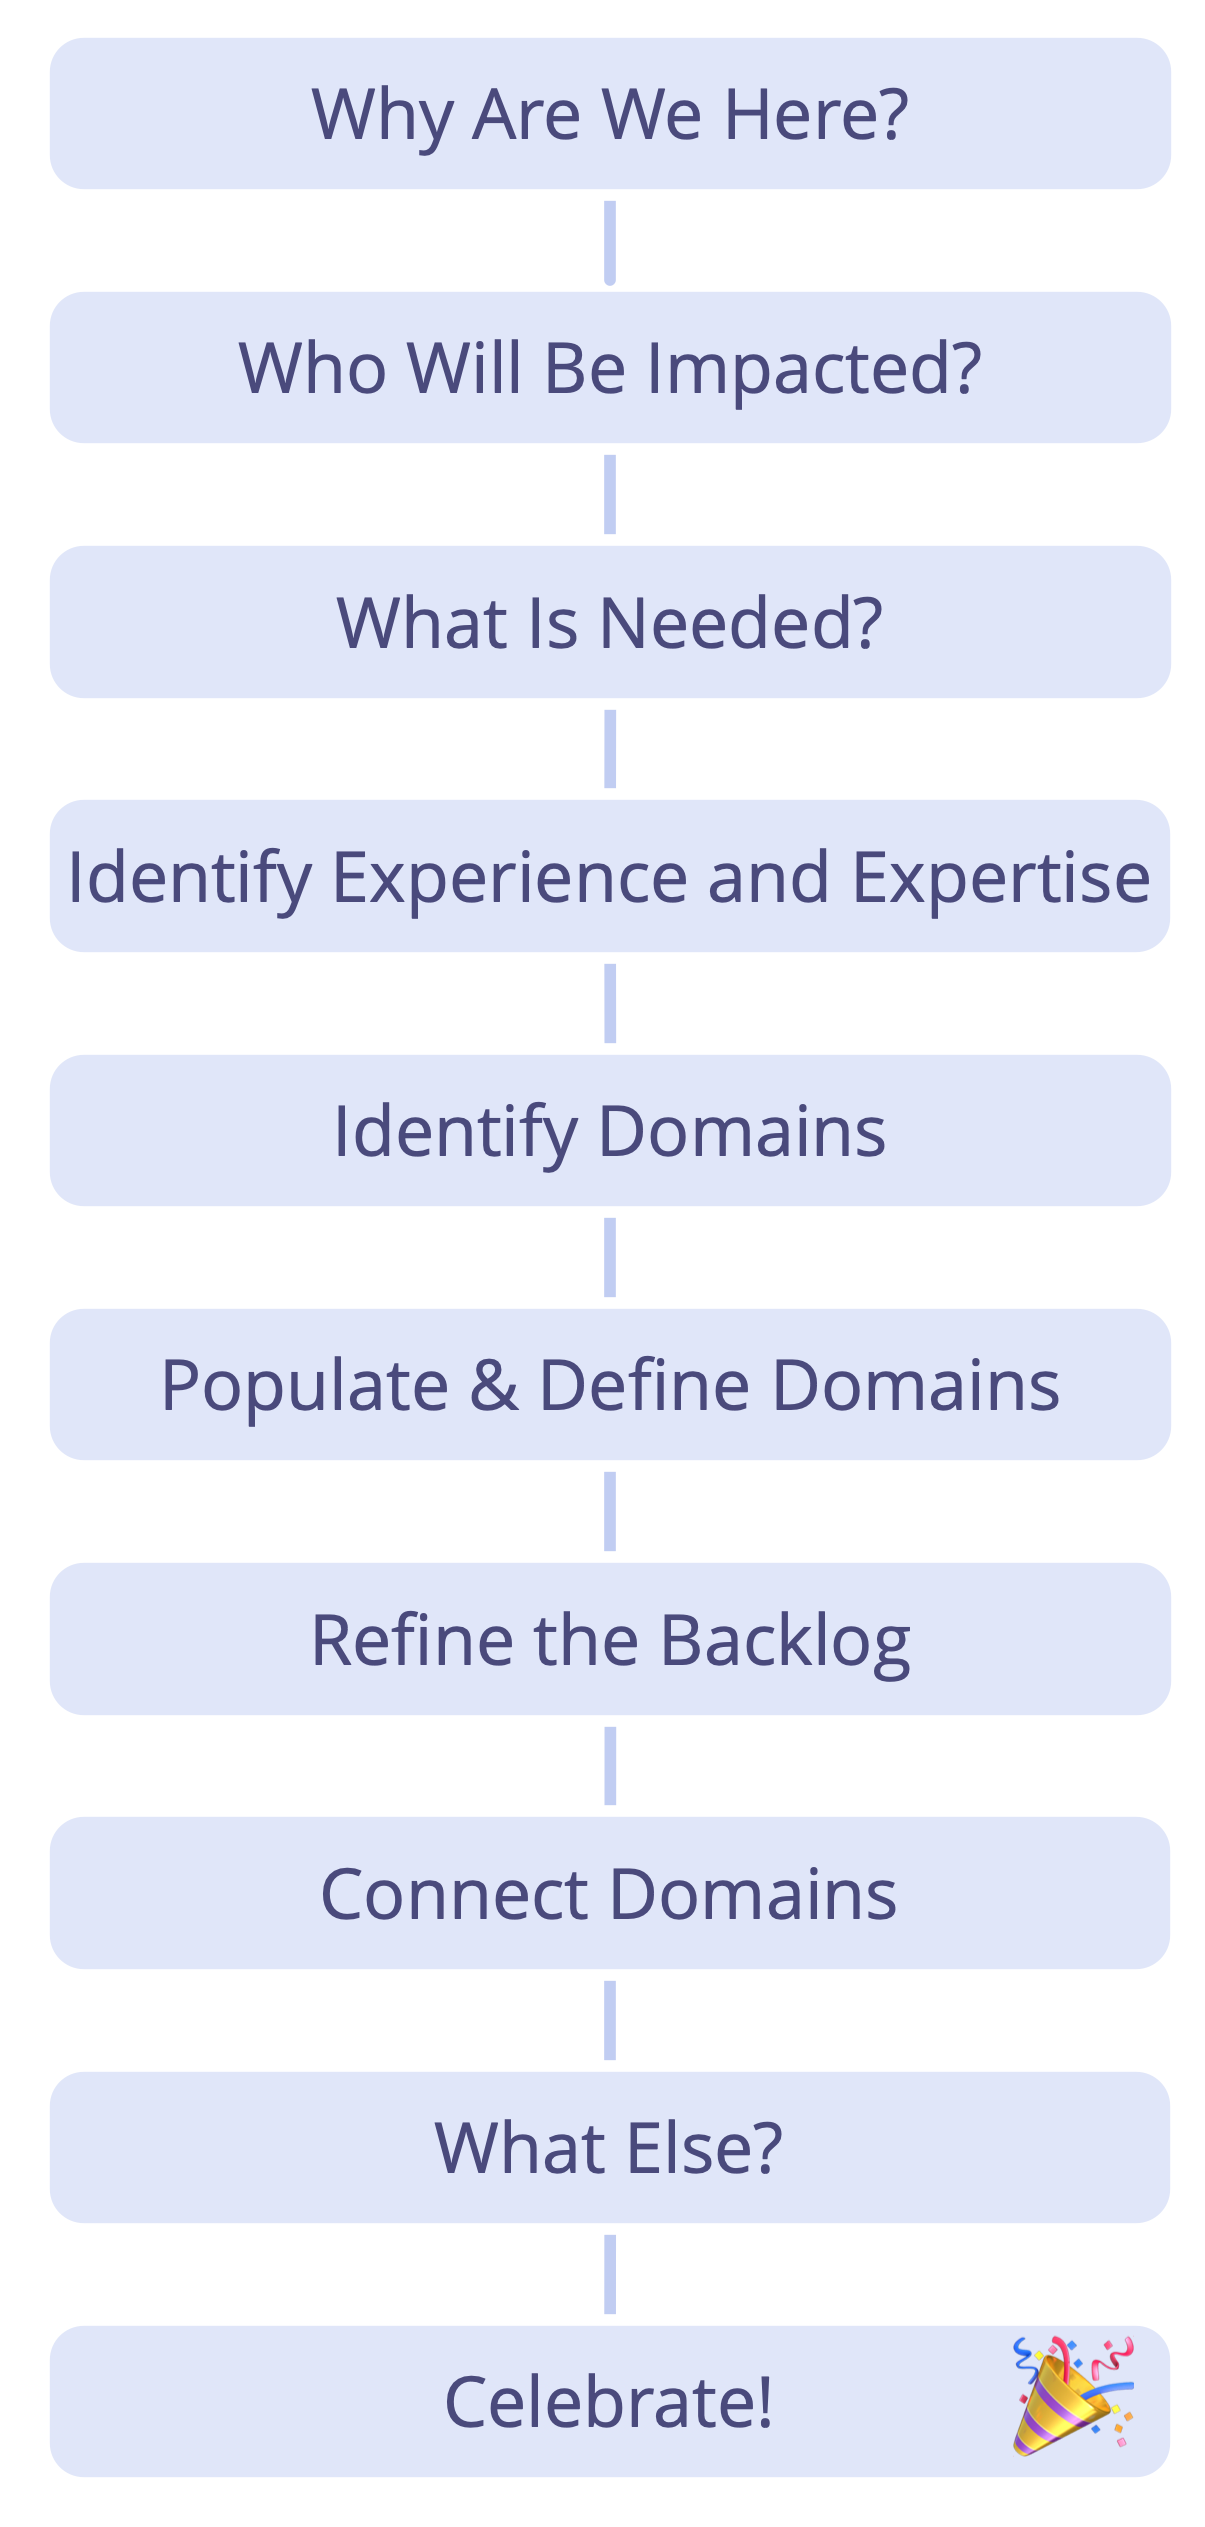 Why Are We Here?
Who Will Be Impacted?
What Is Needed?
Identify Experience and Expertise
Identify Domains
Populate & Define Domains
Refine the Backlog
Connect Domains
What Else?
Celebrate!